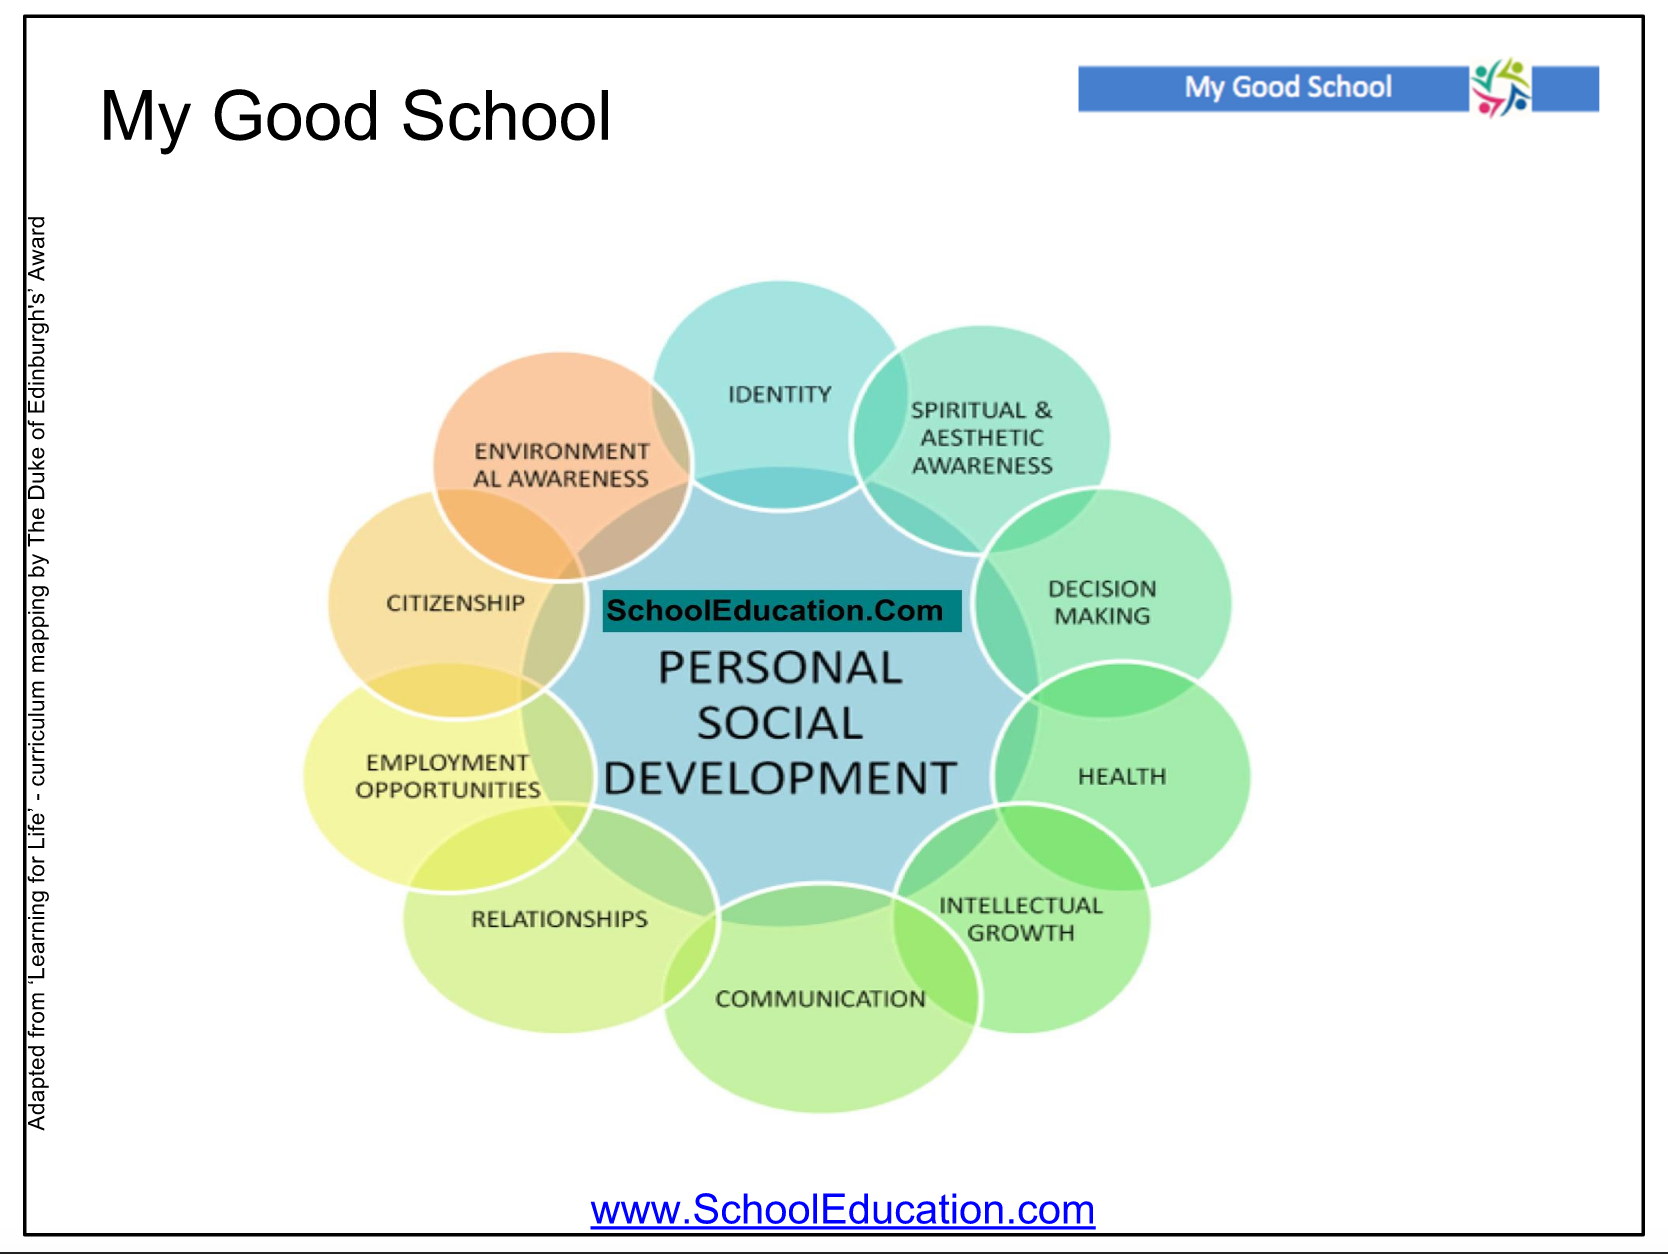 My Good School
My Good School
Adapted from ‘Learning for Life’ - curriculum mapping by The Duke of Edinburgh's’ Award
IDENTITY
SPIRITUAL &
AESTHETIC
AWARENESS
DECISION
MAKING
HEALTH
INTELLECTUAL
GROWTH
COMMUNICATION
RELATIONSHIPS
EMPLOYMENT
OPPORTUNITIES
CITIZENSHIP
ENVIRONMENT
AL AWARENESS
SchoolEducation.Com
PERSONAL
SOCIAL
DEVELOPMENT
www.SchoolEducation.com